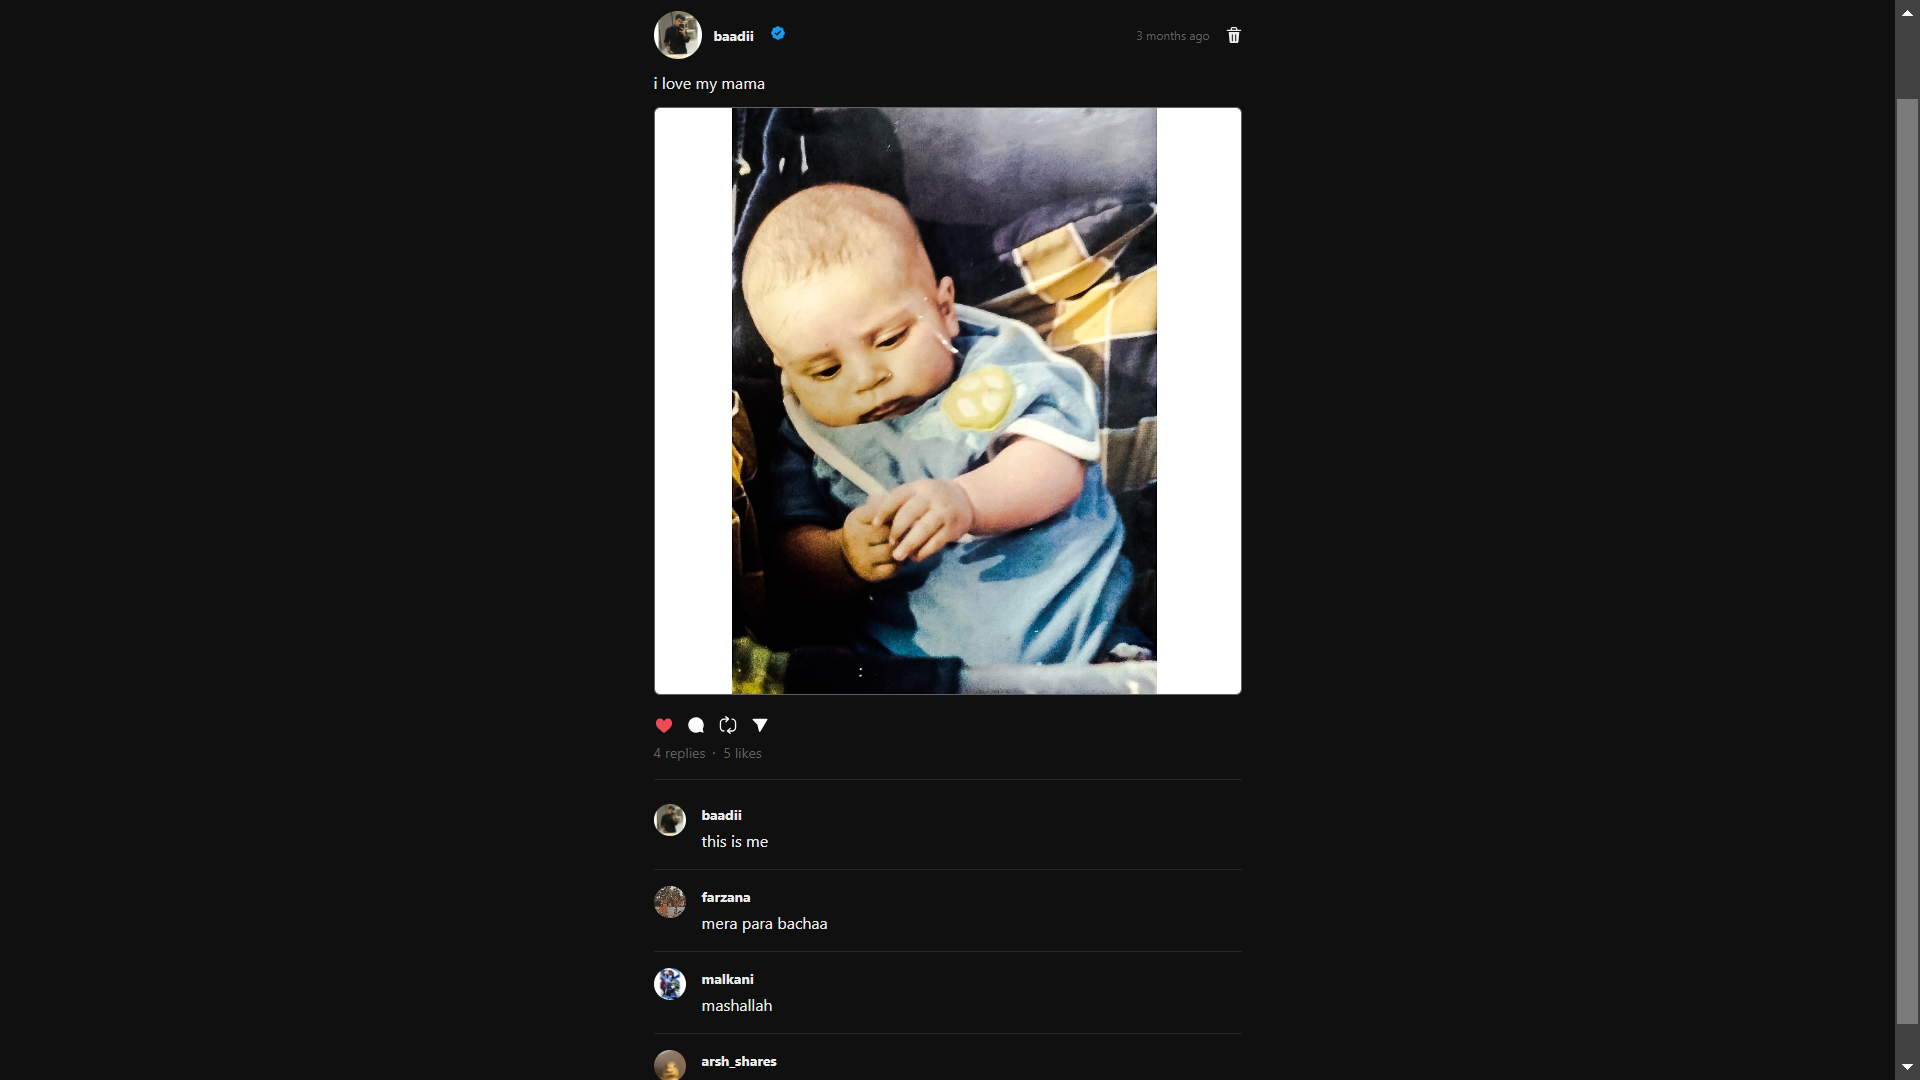 baadii
3 months ago
i love my mama
4 replies · 5 likes
baadii
this is me
farzana
mera para bachaa
malkani
mashallah
arsh_shares